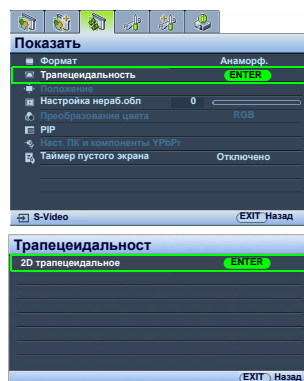 Показать
Формат Анаморф.
Трапецеидальность ENTER
Положение
Настройка нераб.обл 0
Преобразование цвета RGB
PIP
Наст. ПК и компоненты YPbPr
Таймер пустого экрана Отключено
S-Video EXIT Назад
Трапецеидальност
2D трапецеидальное ENTER
EXIT Назад